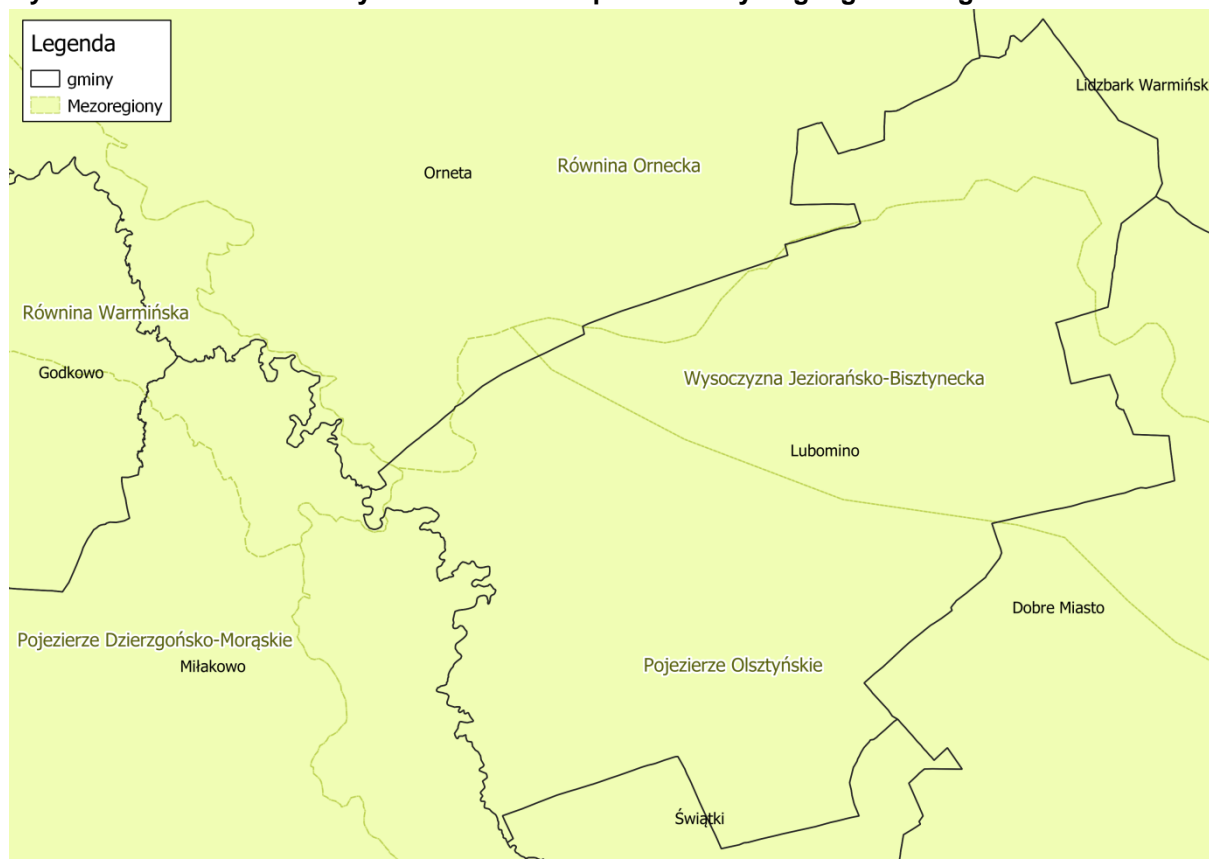 Legenda
gminy
Mezoregiony
Lidzbark Warmińsk
Równina Ornecka
Orneta
Równina Warmińska
Godkowo
Wysoczyzna Jeziorańsko-Bisztynecka
Lubomino
Dobre Miasto
Pojezierze Dzierzgońsko-Morąskie
Miłakowo
Pojezierze Olsztyńskie
Świątki